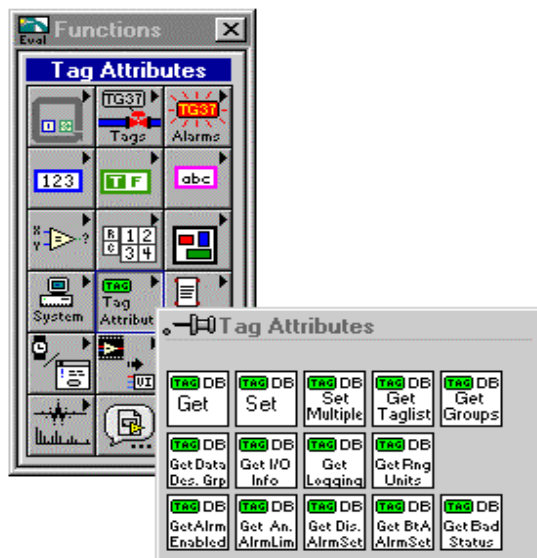 Functions
Eval
Tag Attributes
TG37
TG37
Tags
Alarms
123
T F
abc
X
Y
?
R 1 2
C 3 4
System
TAG
Tag
Attribut
VI
Tag Attributes
TAG DB
Get
TAG DB
Set
TAG DB
Set
Multiple
TAG DB
Get
Taglist
TAG DB
Get
Groups
TAG DB
Get Data
Des. Grp
TAG DB
Get I/O
Info
TAG DB
Get
Logging
TAG DB
Get Rng
Units
TAG DB
GetAlrm
Enabled
TAG DB
Get An.
AlrmLim
TAG DB
Get Dis.
AlrmSet
TAG DB
Get BtA
AlrmSet
TAG DB
Get Bad
Status